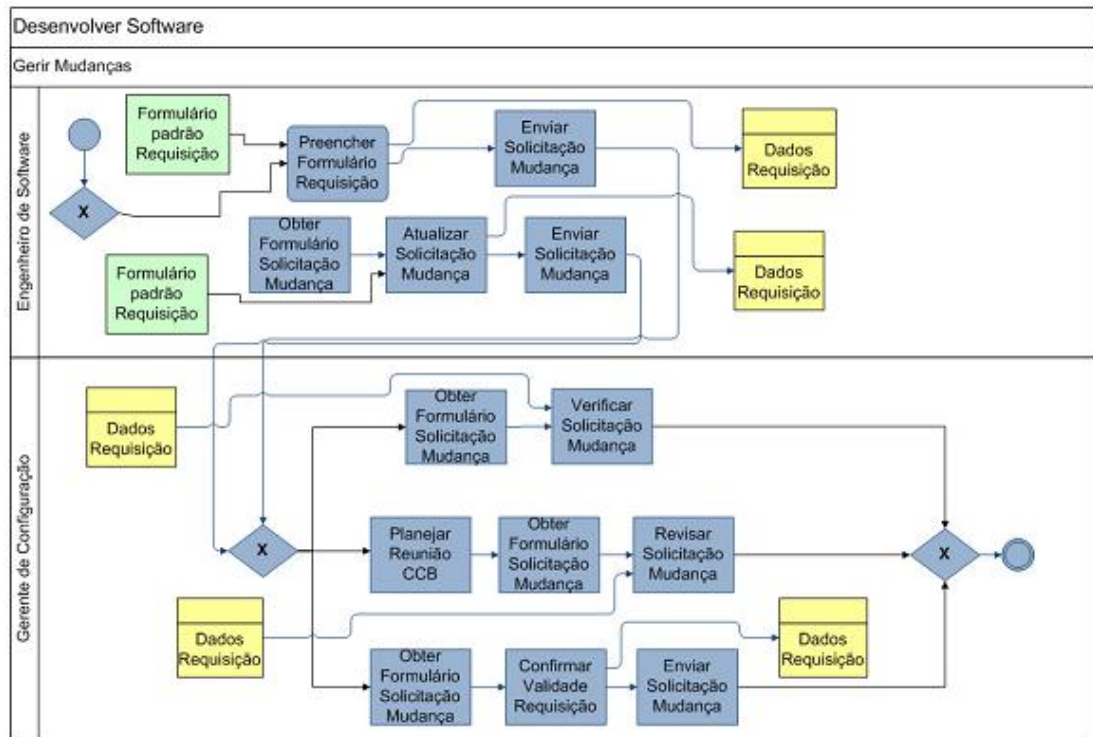 Desenvolver Software
Gerir Mudanças
Engenheiro de Software
Formulário
padrão
Requisição
X
Preencher
Formulário
Requisição
Enviar
Solicitação
Mudança
Dados
Requisição
Formulário
padrão
Requisição
Obter
Formulário
Solicitação
Mudança
Atualizar
Solicitação
Mudança
Enviar
Solicitação
Mudança
Dados
Requisição
Gerente de Configuração
Dados
Requisição
Obter
Formulário
Solicitação
Mudança
Verificar
Solicitação
Mudança
X
Planejar
Reunião
CCB
Obter
Formulário
Solicitação
Mudança
Revisar
Solicitação
Mudança
X
Dados
Requisição
Obter
Formulário
Solicitação
Mudança
Confirmar
Validade
Requisição
Enviar
Solicitação
Mudança
Dados
Requisição